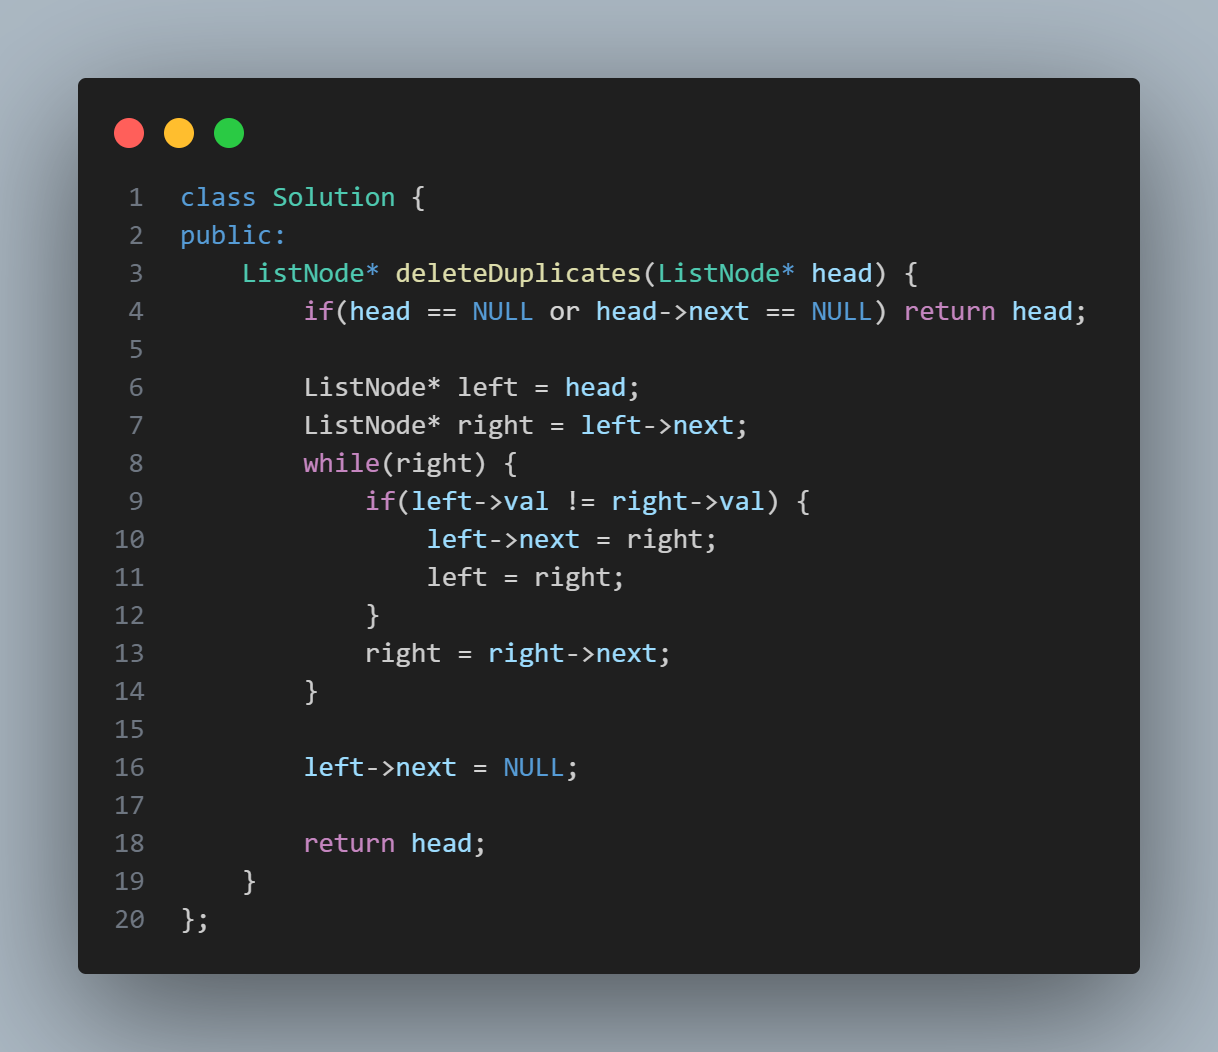 1 class Solution {
2 public:
3     ListNode* deleteDuplicates(ListNode* head) {
4         if(head == NULL or head->next == NULL) return head;
5
6         ListNode* left = head;
7         ListNode* right = left->next;
8         while(right) {
9             if(left->val != right->val) {
10                 left->next = right;
11                 left = right;
12             }
13             right = right->next;
14         }
15
16         left->next = NULL;
17
18         return head;
19     }
20 };